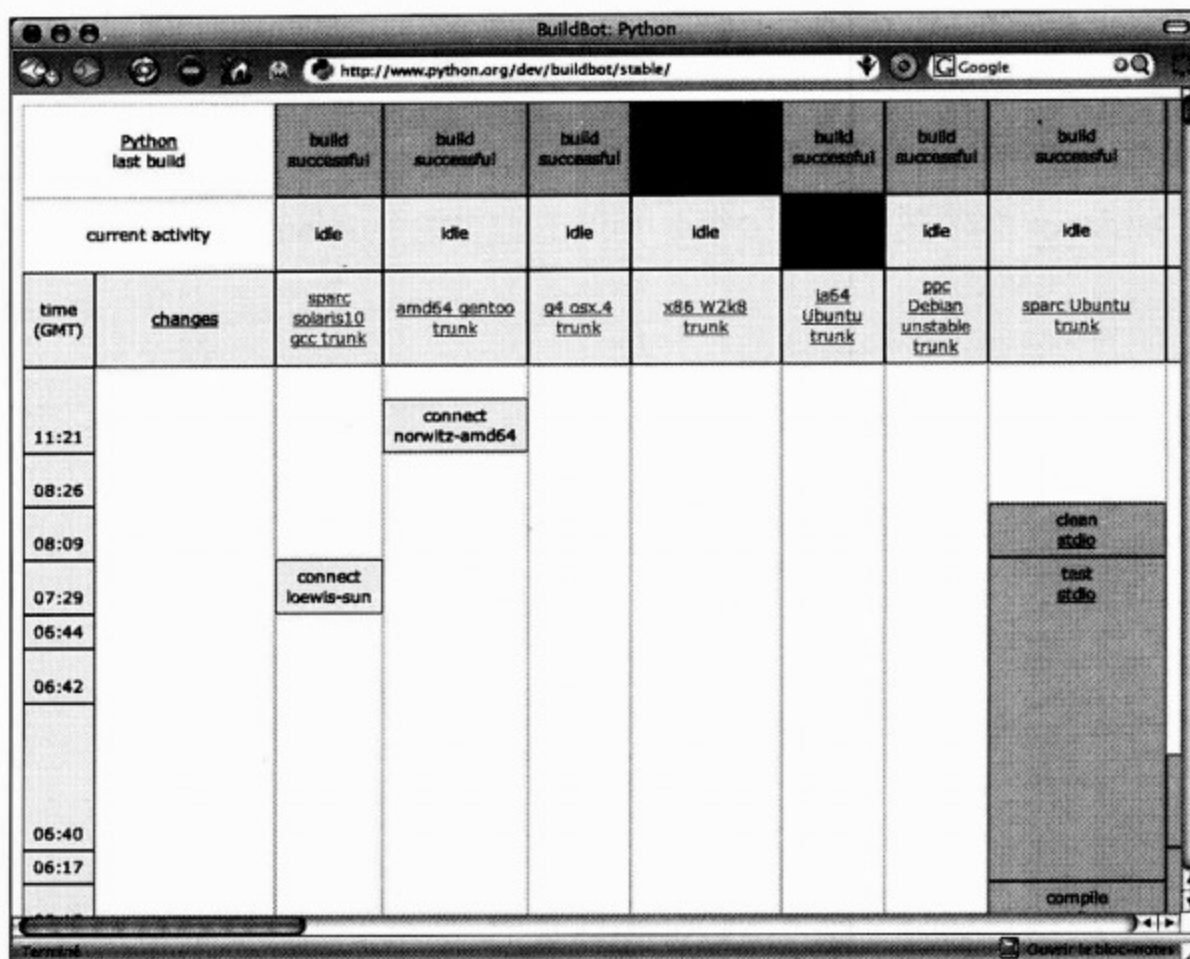 BuildBot: Python
http://www.python.org/dev/buildbot/stable/
Google
Python
last build
build
successful
build
successful
build
successful
build
successful
build
successful
build
successful
current activity
idle
idle
idle
idle
idle
idle
time
(GMT)
changes
sparc
solaris10
gcc trunk
amd64 gentoo
trunk
g4 osx.4
trunk
x86 W2k8
trunk
ia64
Ubuntu
trunk
ppc
Debian
unstable
trunk
sparc Ubuntu
trunk
11:21
connect
norwitz-amd64
08:26
08:09
clean
stdio
07:29
connect
loewis-sun
test
stdio
06:44
06:42
06:40
06:17
compile
Terminé
Ouvrir le bloc-notes